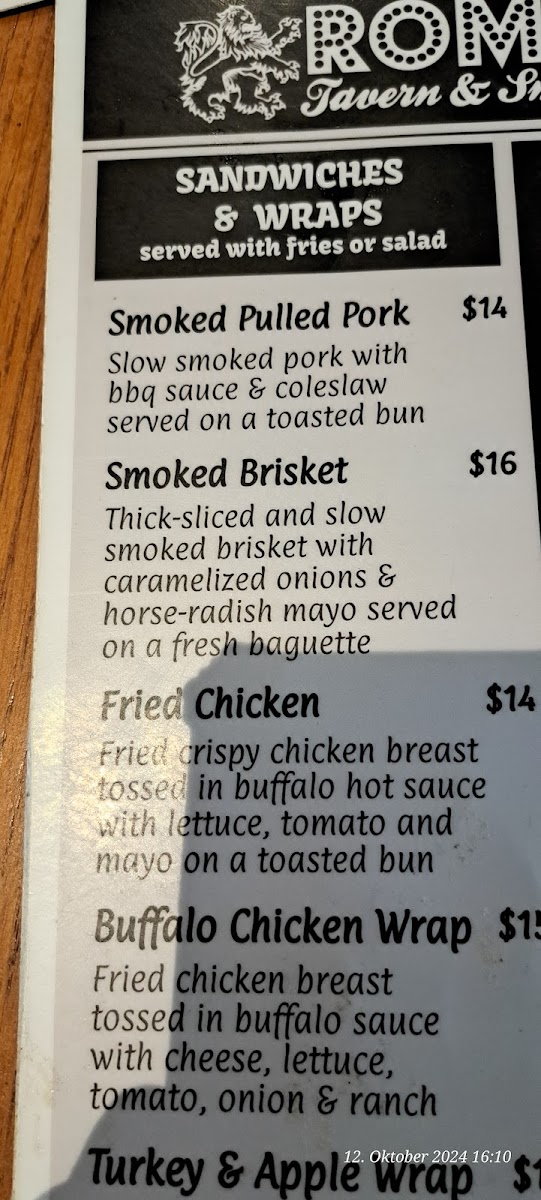 ROM
Tavern & Sm
SANDWICHES
& WRAPS
served with fries or salad
Smoked Pulled Pork $14
Slow smoked pork with
bbq sauce & coleslaw
served on a toasted bun
Smoked Brisket $16
Thick-sliced and slow
smoked brisket with
caramelized onions &
horse-radish mayo served
on a fresh baguette
Fried Chicken $14
Fried crispy chicken breast
tossed in buffalo hot sauce
with lettuce, tomato and
mayo on a toasted bun
Buffalo Chicken Wrap $15
Fried chicken breast
tossed in buffalo sauce
with cheese, lettuce,
tomato, onion & ranch
12. Oktober 2024 16:10
Turkey & Apple Wrap $1